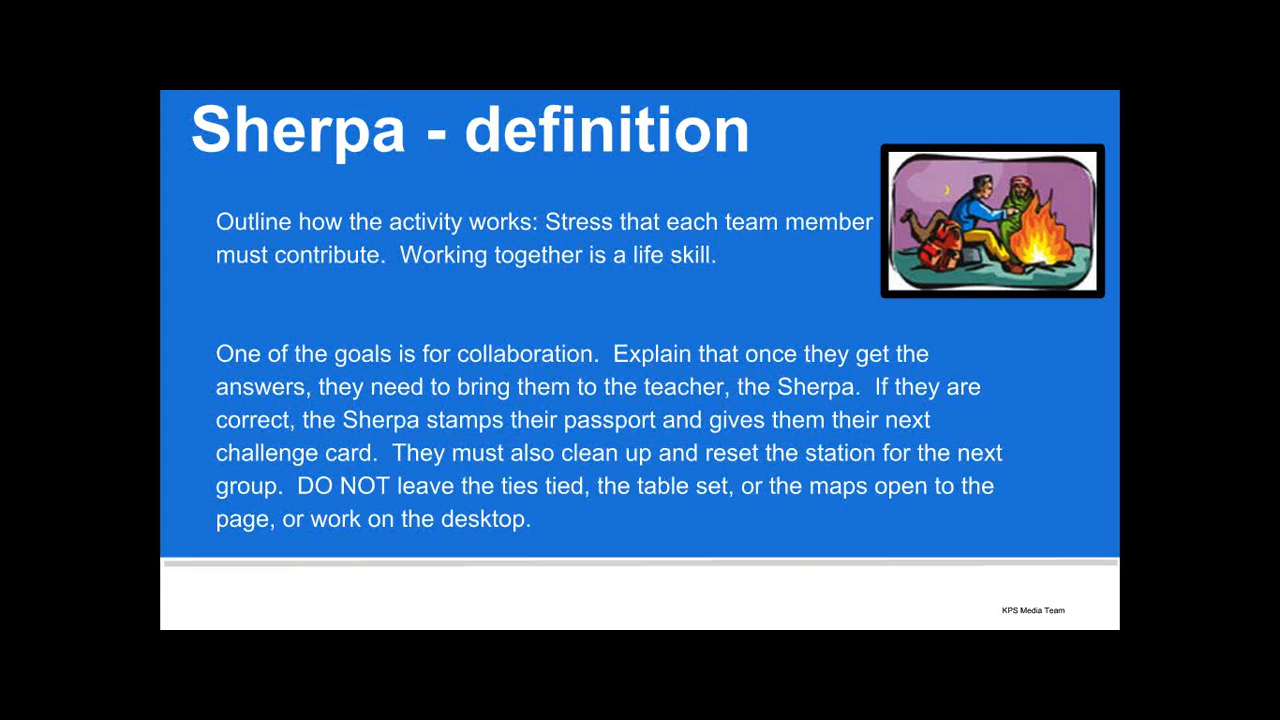 Sherpa - definition
Outline how the activity works: Stress that each team member
must contribute.  Working together is a life skill.
One of the goals is for collaboration.  Explain that once they get the
answers, they need to bring them to the teacher, the Sherpa.  If they are
correct, the Sherpa stamps their passport and gives them their next
challenge card.  They must also clean up and reset the station for the next
group.  DO NOT leave the ties tied, the table set, or the maps open to the
page, or work on the desktop.
KPS Media Team